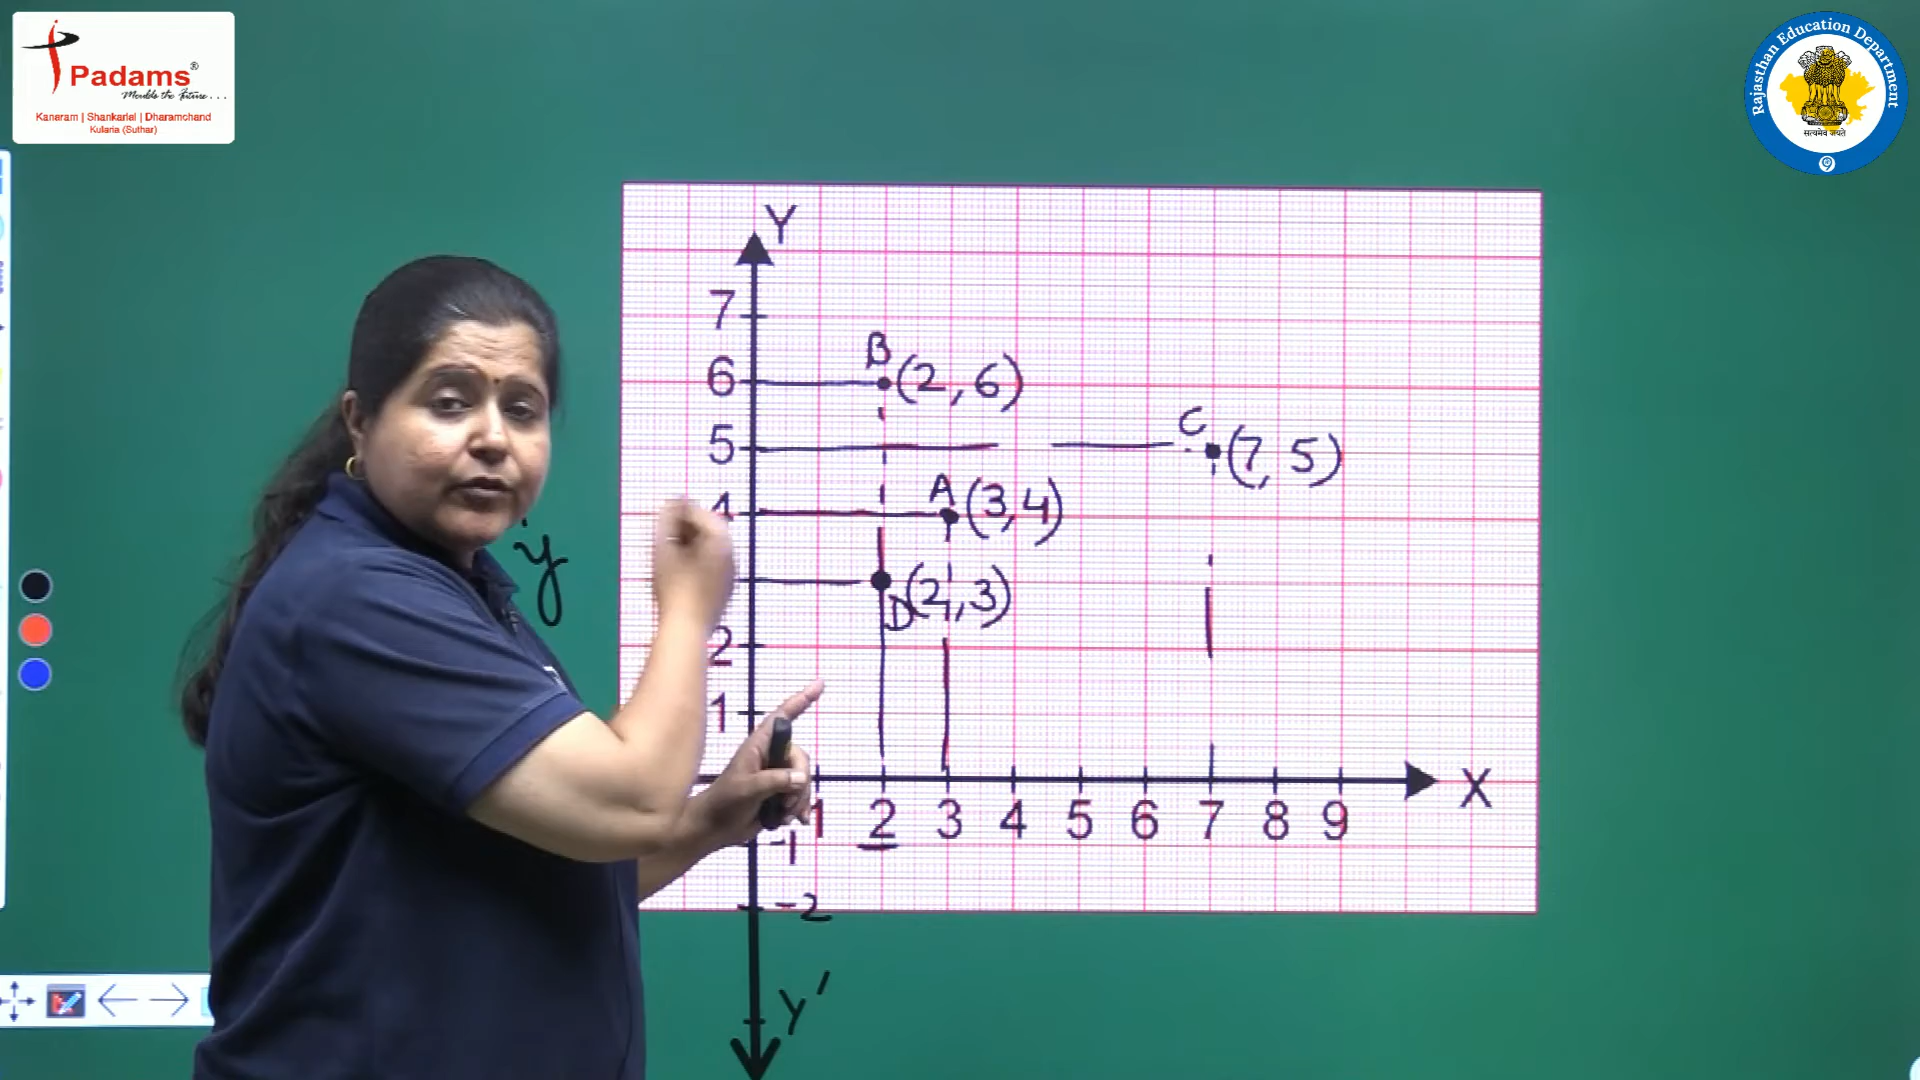 Padams®
Moulds the Future...
Kanaram | Shankarlal | Dharamchand
Kularia (Suthar)
Rajasthan Education Department
सत्यमेव जयते
Y
7
6
5
4
2
1
B
(2, 6)
C
(7, 5)
A
(3, 4)
D (2, 3)
y
X
1 2 3 4 5 6 7 8 9
-1
-2
y'